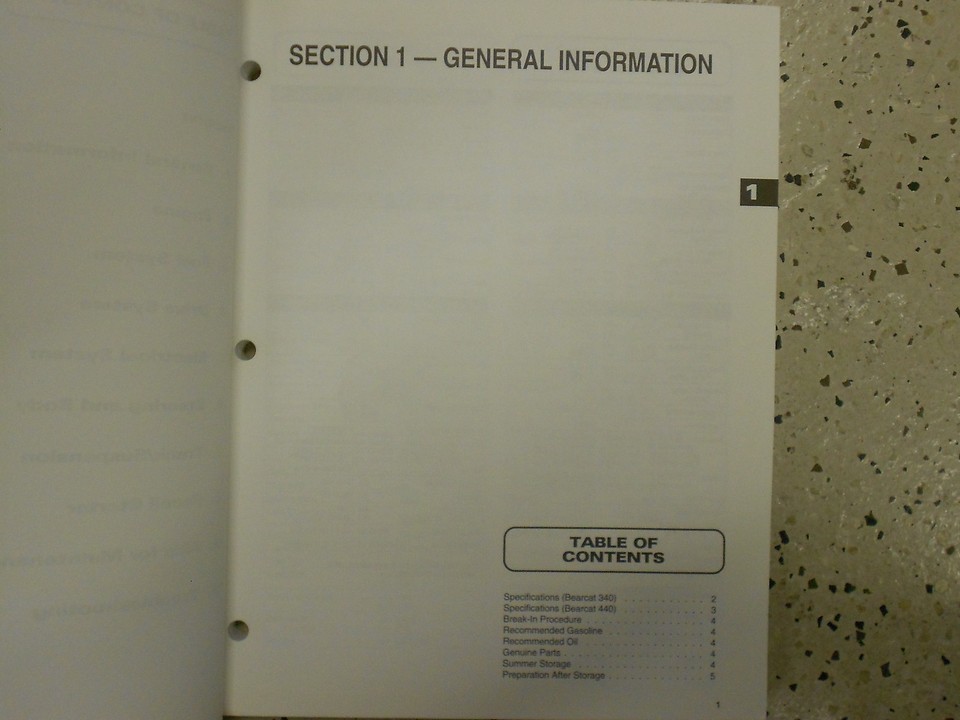 SECTION 1 — GENERAL INFORMATION
1
TABLE OF
CONTENTS
Specifications (Bearcat 340) . . . . . . . . . . . . 2
Specifications (Bearcat 440) . . . . . . . . . . . . 3
Break-In Procedure . . . . . . . . . . . . . . . . . 4
Recommended Gasoline . . . . . . . . . . . . . . 4
Recommended Oil . . . . . . . . . . . . . . . . . . 4
Genuine Parts . . . . . . . . . . . . . . . . . . . . 4
Summer Storage . . . . . . . . . . . . . . . . . . . 4
Preparation After Storage . . . . . . . . . . . . . 5
1